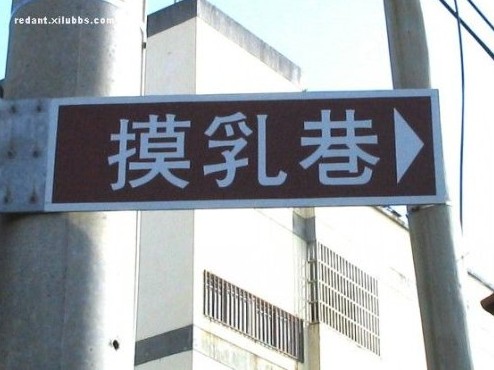 redant.xilubbs.com
摸乳巷